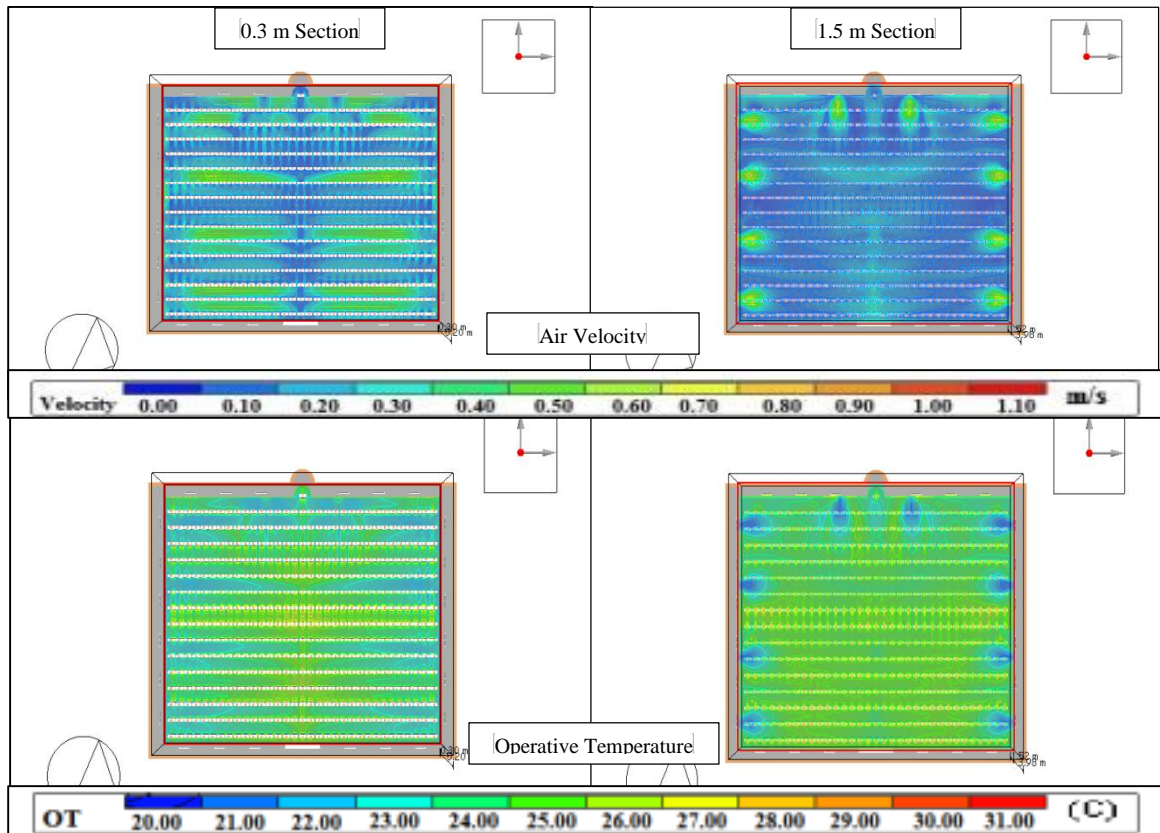 0.3 m Section
1.5 m Section
Air Velocity
Velocity 0.00 0.10 0.20 0.30 0.40 0.50 0.60 0.70 0.80 0.90 1.00 1.10 m/s
Operative Temperature
OT 20.00 21.00 22.00 23.00 24.00 25.00 26.00 27.00 28.00 29.00 30.00 31.00 (C)